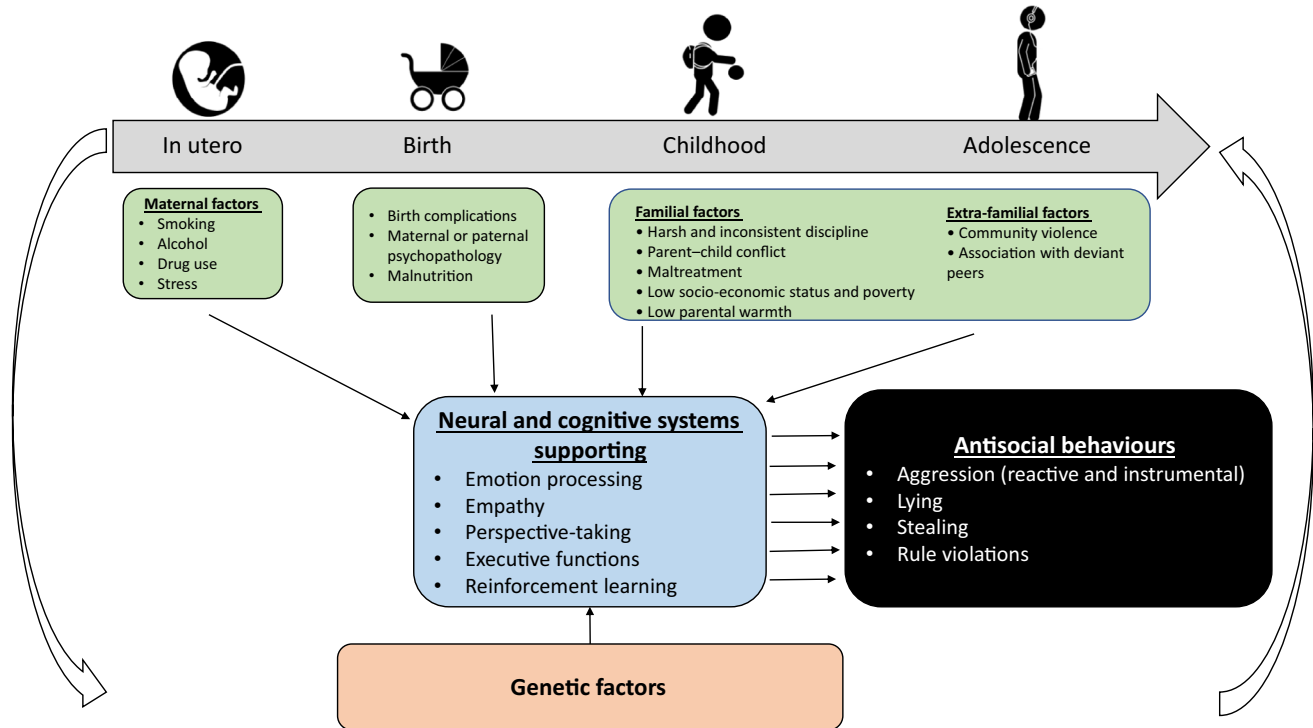 In utero
Birth
Childhood
Adolescence
Maternal factors
• Smoking
• Alcohol
• Drug use
• Stress
• Birth complications
• Maternal or paternal
psychopathology
• Malnutrition
Familial factors
• Harsh and inconsistent discipline
• Parent–child conflict
• Maltreatment
• Low socio-economic status and poverty
• Low parental warmth
Extra-familial factors
• Community violence
• Association with deviant
peers
Neural and cognitive systems
supporting
• Emotion processing
• Empathy
• Perspective-taking
• Executive functions
• Reinforcement learning
Antisocial behaviours
• Aggression (reactive and instrumental)
• Lying
• Stealing
• Rule violations
Genetic factors